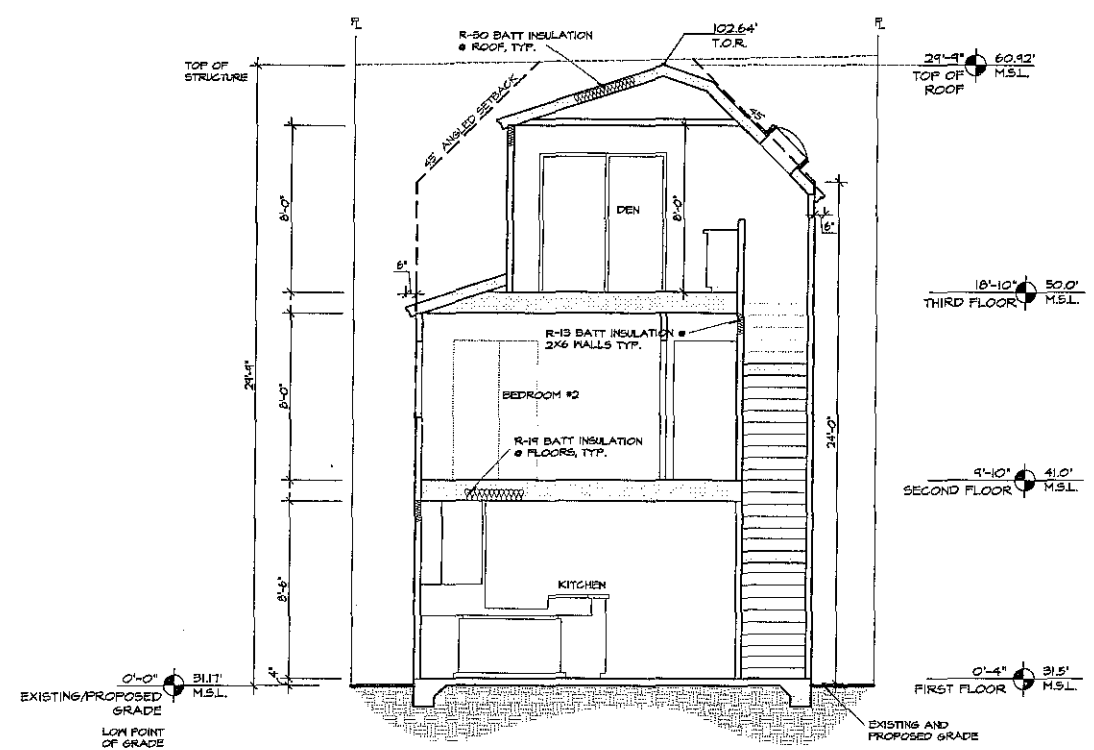 PL
PL
R-30 BATT INSULATION
@ ROOF, TYP.
102.64'
T.O.R.
TOP OF
STRUCTURE
29'-9" 60.92'
TOP OF M.S.L.
ROOF
45° ANGLED SETBACK
45°
8'-0"
DEN
8'-0"
6"
6"
18'-10" 50.0'
THIRD FLOOR M.S.L.
R-13 BATT INSULATION @
2X6 WALLS TYP.
29'-9"
8'-0"
BEDROOM #2
24'-0"
R-19 BATT INSULATION
@ FLOORS, TYP.
9'-10" 41.0'
SECOND FLOOR M.S.L.
8'-6"
KITCHEN
4"
0'-0" 31.17'
EXISTING/PROPOSED M.S.L.
GRADE
LOW POINT
OF GRADE
0'-4" 31.5'
FIRST FLOOR M.S.L.
EXISTING AND
PROPOSED GRADE